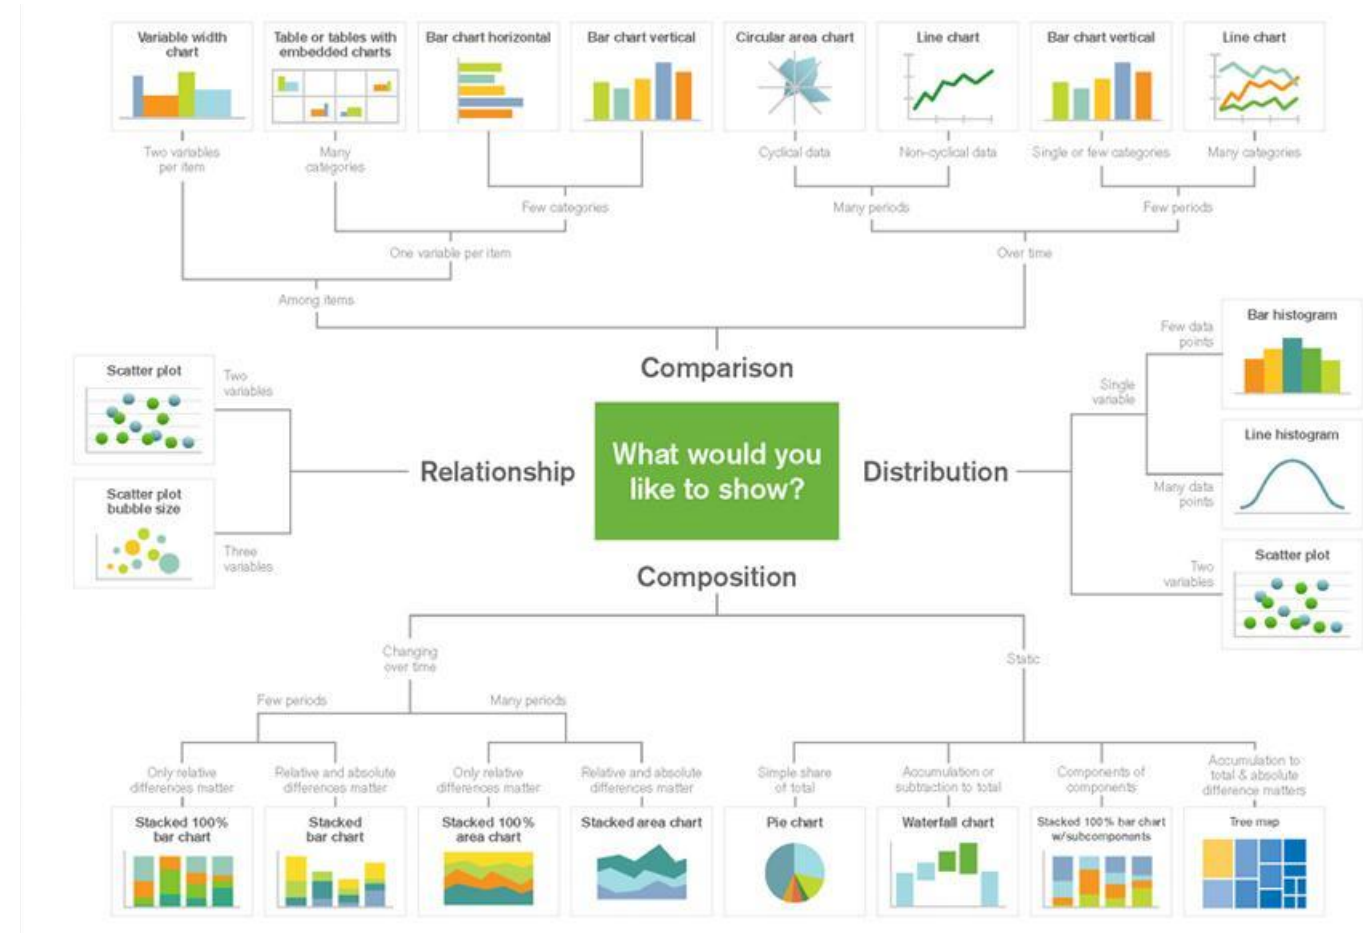 Variable width
chart
Table or tables with
embedded charts
Bar chart horizontal
Bar chart vertical
Circular area chart
Line chart
Bar chart vertical
Line chart
Two variables
per item
Many
categories
Cyclical data
Non-cyclical data
Single or few categories
Many categories
Few categories
Many periods
Few periods
One variable per item
Over time
Among items
Comparison
Scatter plot
Two
variables
Scatter plot
bubble size
Three
variables
Relationship
What would you
like to show?
Distribution
Single
variable
Few data
points
Bar histogram
Many data
points
Line histogram
Two
variables
Scatter plot
Composition
Changing
over time
Static
Few periods
Many periods
Only relative
differences matter
Relative and absolute
differences matter
Only relative
differences matter
Relative and absolute
differences matter
Simple share
of total
Accumulation or
subtraction to total
Components of
components
Accumulation to
total & absolute
difference matters
Stacked 100%
bar chart
Stacked
bar chart
Stacked 100%
area chart
Stacked area chart
Pie chart
Waterfall chart
Stacked 100% bar chart
w/subcomponents
Tree map